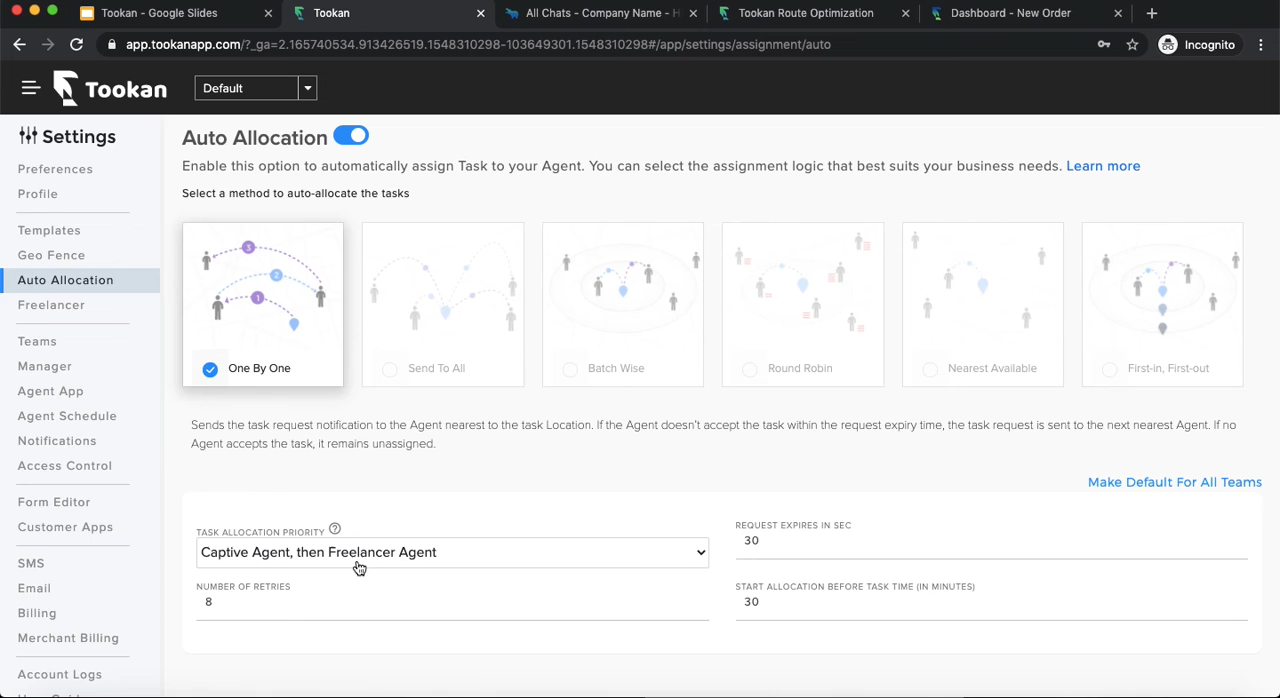 Tookan - Google Slides
Tookan
All Chats - Company Name - H
Tookan Route Optimization
Dashboard - New Order
app.tookanapp.com/?_ga=2.165740534.913426519.1548310298-103649301.1548310298#/app/settings/assignment/auto
Incognito
Tookan
Default
Settings
Preferences
Profile
Templates
Geo Fence
Auto Allocation
Freelancer
Teams
Manager
Agent App
Agent Schedule
Notifications
Access Control
Form Editor
Customer Apps
SMS
Email
Billing
Merchant Billing
Account Logs
Auto Allocation
Enable this option to automatically assign Task to your Agent. You can select the assignment logic that best suits your business needs. Learn more
Select a method to auto-allocate the tasks
3
2
1
One By One
Send To All
Batch Wise
Round Robin
Nearest Available
First-in, First-out
Sends the task request notification to the Agent nearest to the task Location. If the Agent doesn't accept the task within the request expiry time, the task request is sent to the next nearest Agent. If no
Agent accepts the task, it remains unassigned.
Make Default For All Teams
TASK ALLOCATION PRIORITY ?
Captive Agent, then Freelancer Agent
REQUEST EXPIRES IN SEC
30
NUMBER OF RETRIES
8
START ALLOCATION BEFORE TASK TIME (IN MINUTES)
30